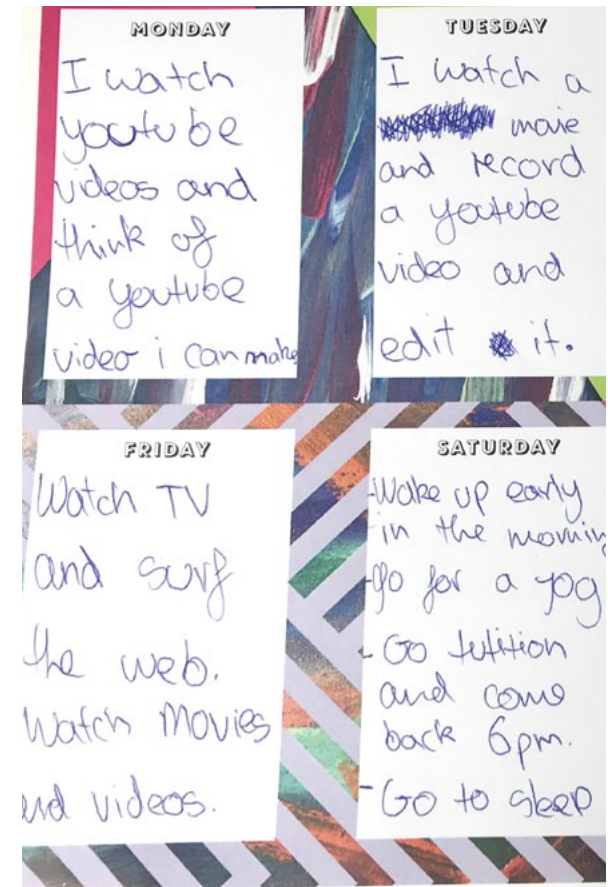 MONDAY
I watch
youtube
videos and
think of
a youtube
video i can make
TUESDAY
I watch a
movie
and record
a youtube
video and
edit it.
FRIDAY
Watch TV
and surf
the web.
Watch Movies
and videos.
SATURDAY
-Wake up early
in the morning
-go for a yog
- Go tutition
and come
back 6pm.
- Go to sleep